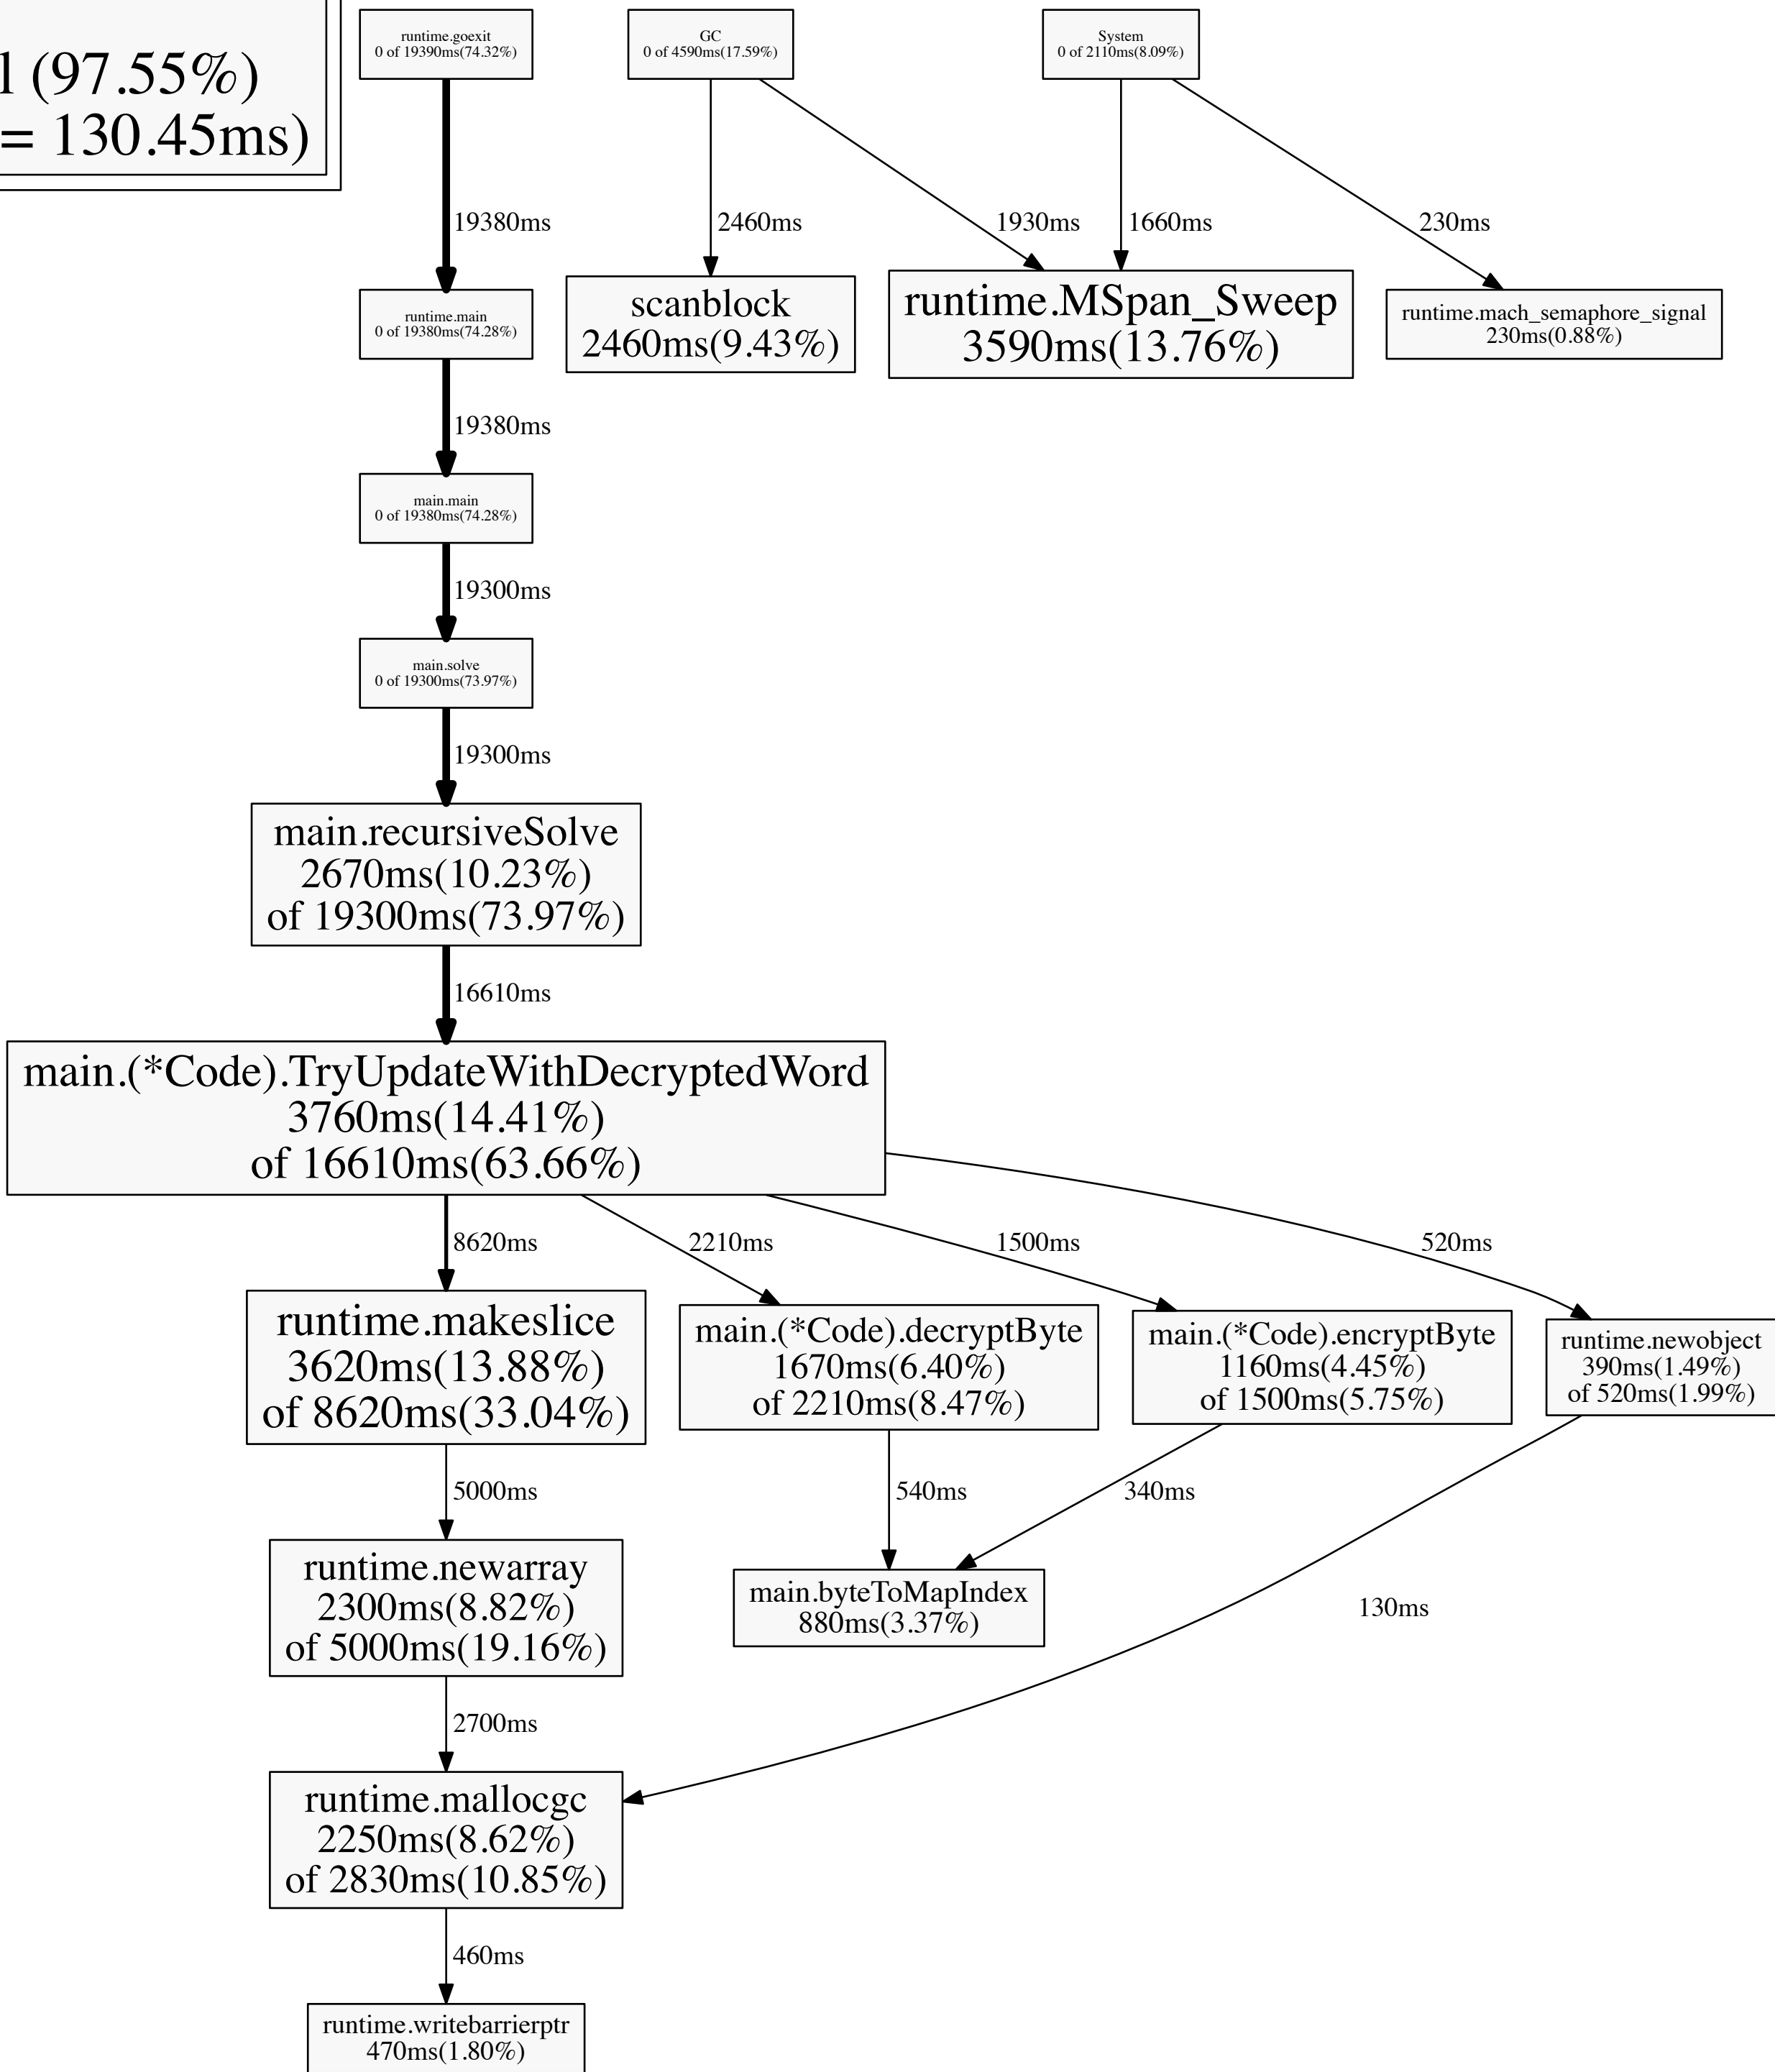 l (97.55%)
= 130.45ms)
runtime.goexit
0 of 19390ms(74.32%)
GC
0 of 4590ms(17.59%)
System
0 of 2110ms(8.09%)
19380ms
2460ms
1930ms
1660ms
230ms
runtime.main
0 of 19380ms(74.28%)
scanblock
2460ms(9.43%)
runtime.MSpan_Sweep
3590ms(13.76%)
runtime.mach_semaphore_signal
230ms(0.88%)
19380ms
main.main
0 of 19380ms(74.28%)
19300ms
main.solve
0 of 19300ms(73.97%)
19300ms
main.recursiveSolve
2670ms(10.23%)
of 19300ms(73.97%)
16610ms
main.(*Code).TryUpdateWithDecryptedWord
3760ms(14.41%)
of 16610ms(63.66%)
8620ms
2210ms
1500ms
520ms
runtime.makeslice
3620ms(13.88%)
of 8620ms(33.04%)
main.(*Code).decryptByte
1670ms(6.40%)
of 2210ms(8.47%)
main.(*Code).encryptByte
1160ms(4.45%)
of 1500ms(5.75%)
runtime.newobject
390ms(1.49%)
of 520ms(1.99%)
5000ms
540ms
340ms
runtime.newarray
2300ms(8.82%)
of 5000ms(19.16%)
main.byteToMapIndex
880ms(3.37%)
130ms
2700ms
runtime.mallocgc
2250ms(8.62%)
of 2830ms(10.85%)
460ms
runtime.writebarrierptr
470ms(1.80%)